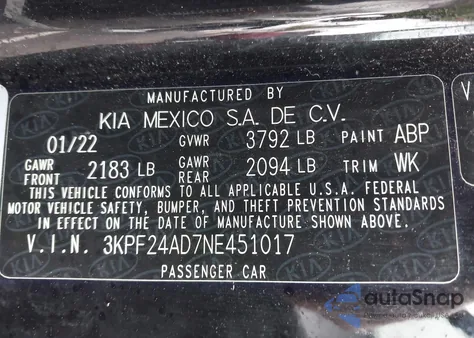 MANUFACTURED BY
KIA MEXICO S.A. DE C.V.
01/22 GVWR 3792 LB PAINT ABP
GAWR FRONT 2183 LB GAWR REAR 2094 LB TRIM WK
THIS VEHICLE CONFORMS TO ALL APPLICABLE U.S.A. FEDERAL
MOTOR VEHICLE SAFETY, BUMPER, AND THEFT PREVENTION STANDARDS
IN EFFECT ON THE DATE OF MANUFACTURE SHOWN ABOVE.
V.I.N. 3KPF24AD7NE451017
PASSENGER CAR
autoSnap